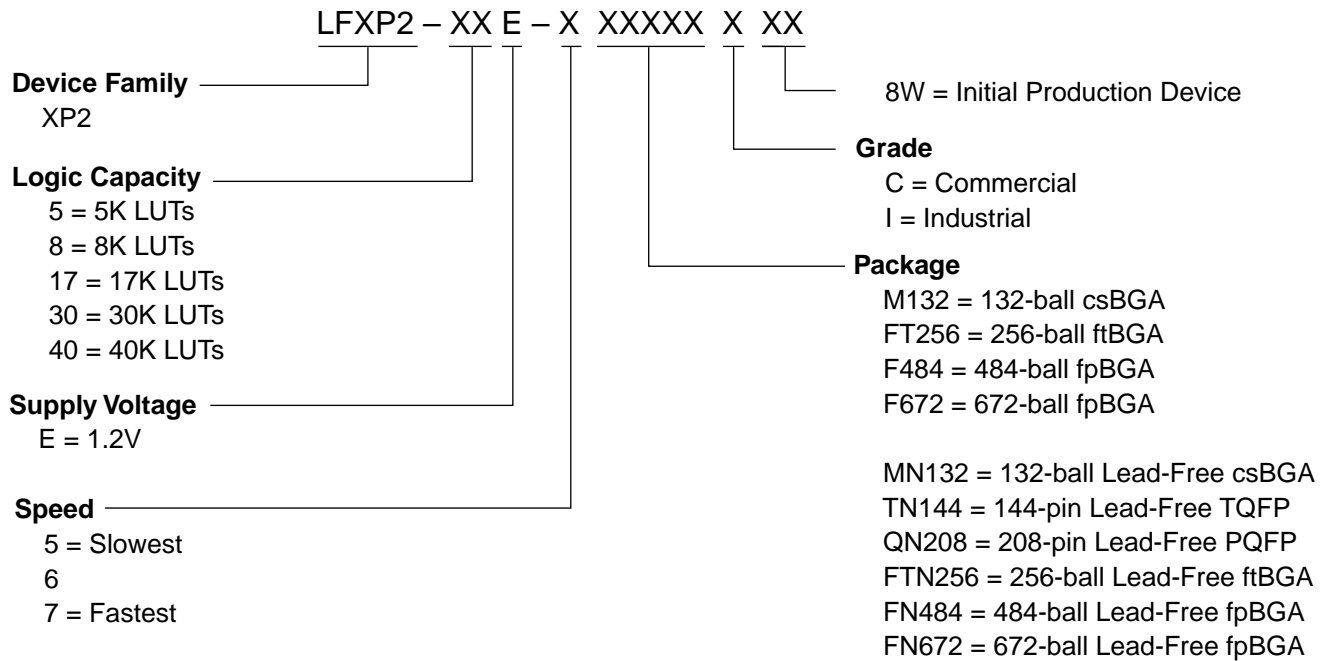 LFXP2 – XX E – X XXXXX X XX
Device Family
XP2
Logic Capacity
5 = 5K LUTs
8 = 8K LUTs
17 = 17K LUTs
30 = 30K LUTs
40 = 40K LUTs
Supply Voltage
E = 1.2V
Speed
5 = Slowest
6
7 = Fastest
8W = Initial Production Device
Grade
C = Commercial
I = Industrial
Package
M132 = 132-ball csBGA
FT256 = 256-ball ftBGA
F484 = 484-ball fpBGA
F672 = 672-ball fpBGA
MN132 = 132-ball Lead-Free csBGA
TN144 = 144-pin Lead-Free TQFP
QN208 = 208-pin Lead-Free PQFP
FTN256 = 256-ball Lead-Free ftBGA
FN484 = 484-ball Lead-Free fpBGA
FN672 = 672-ball Lead-Free fpBGA